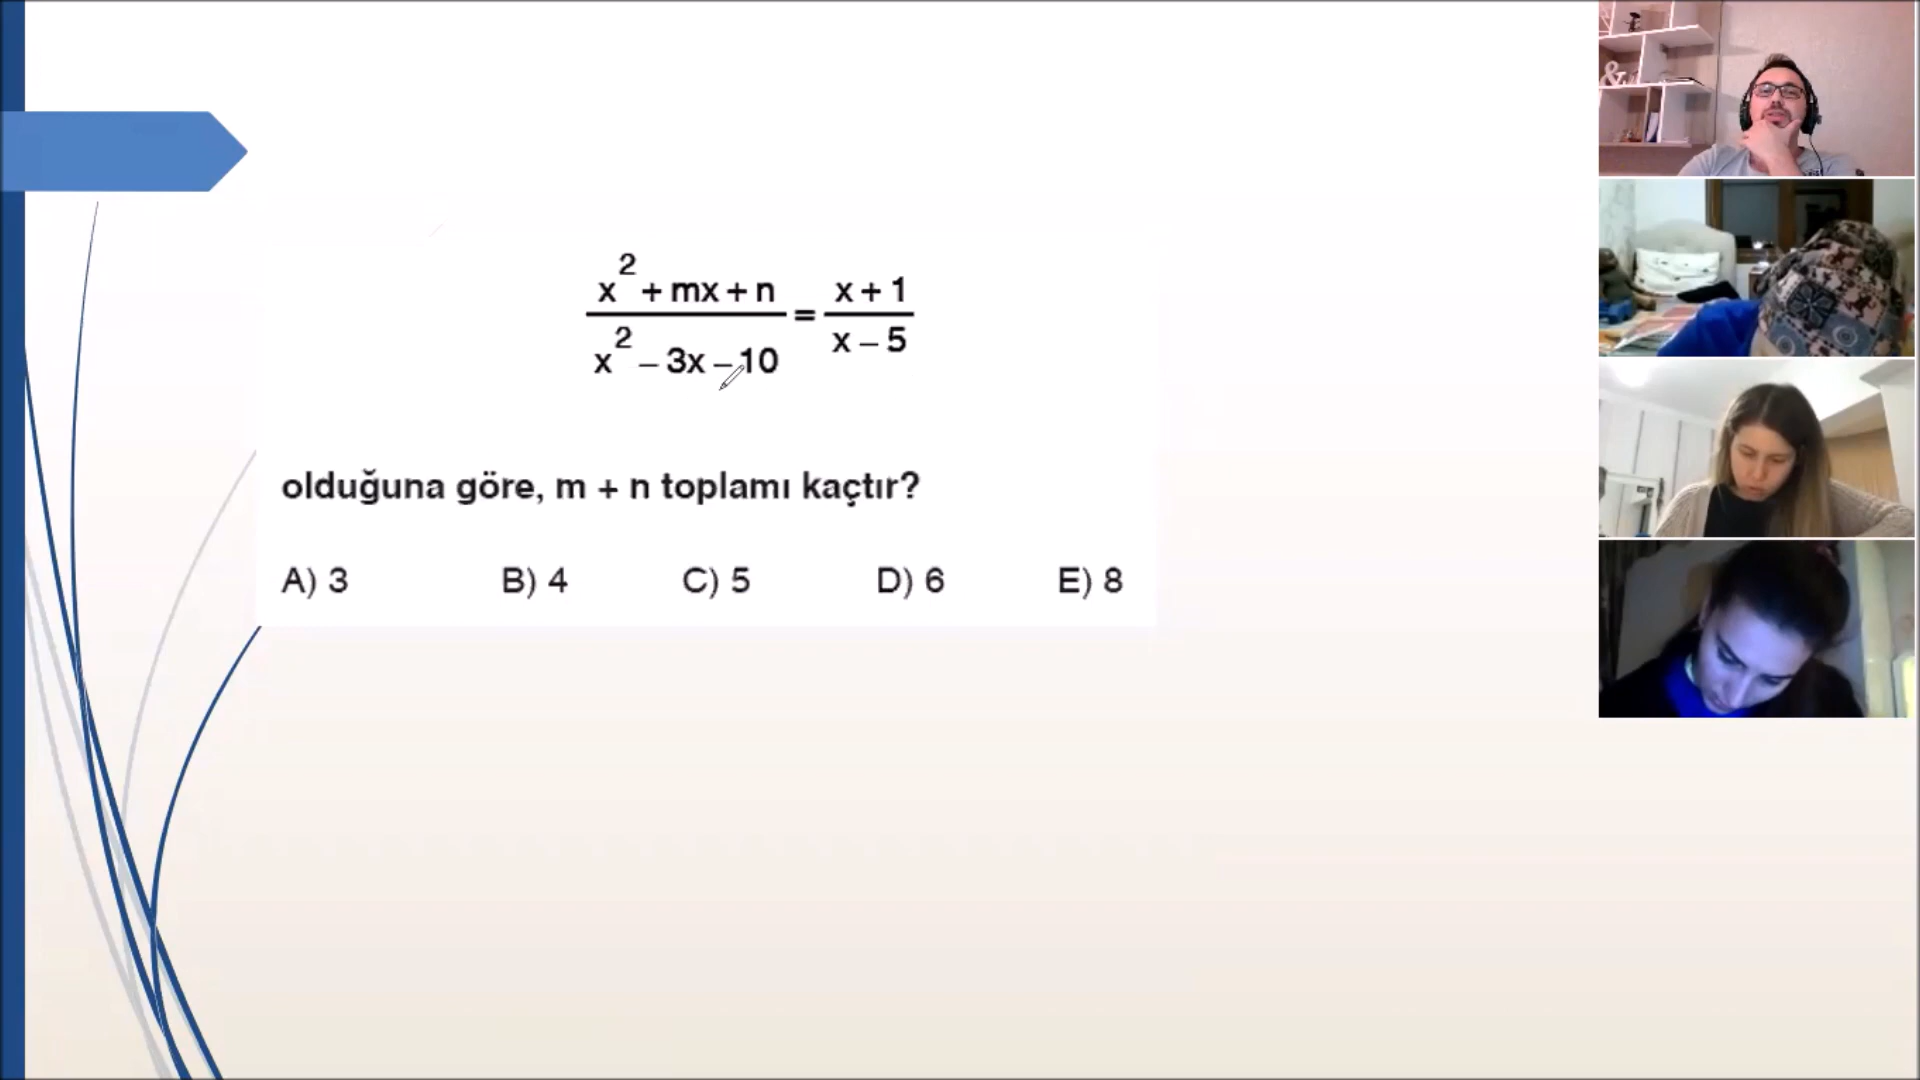 x² + mx + n / x² – 3x – 10 = x + 1 / x – 5
olduğuna göre, m + n toplamı kaçtır?
A) 3 B) 4 C) 5 D) 6 E) 8